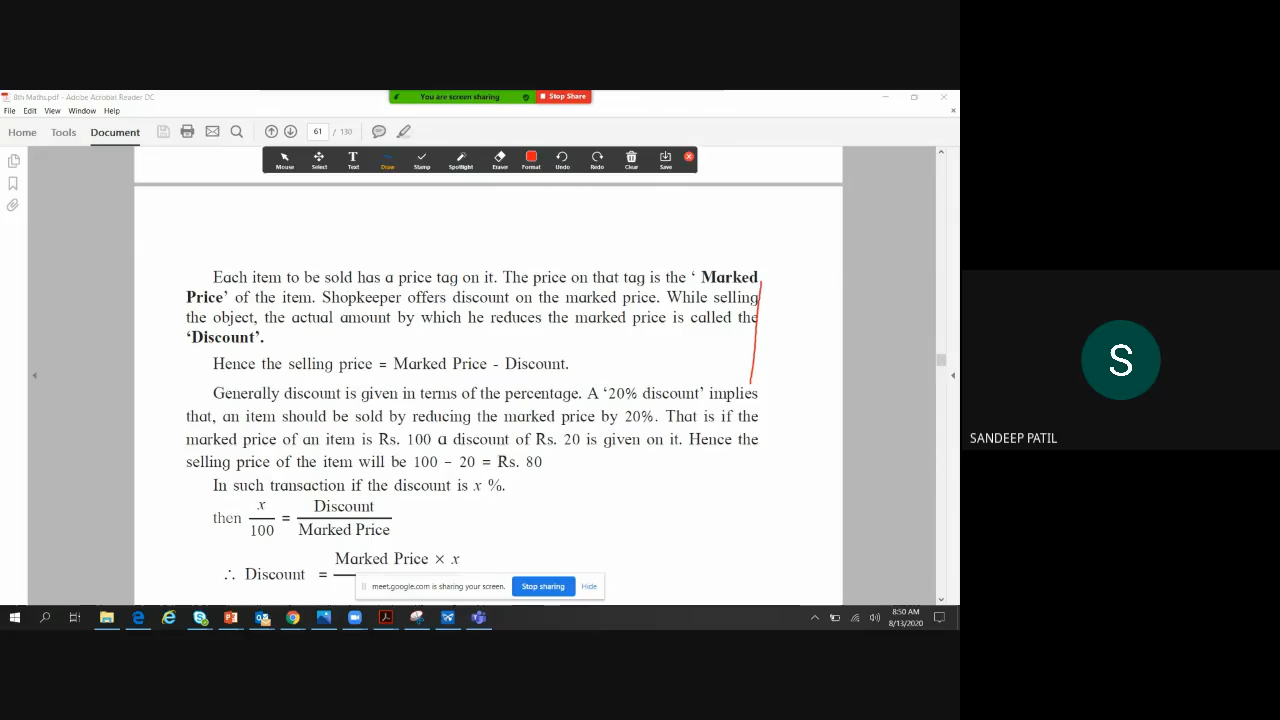 8th Maths.pdf - Adobe Acrobat Reader DC
You are screen sharing
Stop Share
File Edit View Window Help
Home Tools Document 61 / 130
Mouse Select Text Draw Stamp Spotlight Eraser Format Undo Redo Clear Save
Each item to be sold has a price tag on it. The price on that tag is the ‘ Marked
Price’ of the item. Shopkeeper offers discount on the marked price. While selling
the object, the actual amount by which he reduces the marked price is called the
‘Discount’.
Hence the selling price = Marked Price - Discount.
Generally discount is given in terms of the percentage. A ‘20% discount’ implies
that, an item should be sold by reducing the marked price by 20%. That is if the
marked price of an item is Rs. 100 a discount of Rs. 20 is given on it. Hence the
selling price of the item will be 100 – 20 = Rs. 80
In such transaction if the discount is x %.
then x/100 = Discount/Marked Price
∴ Discount = Marked Price × x
meet.google.com is sharing your screen. Stop sharing Hide
8:50 AM
8/13/2020
S
SANDEEP PATIL